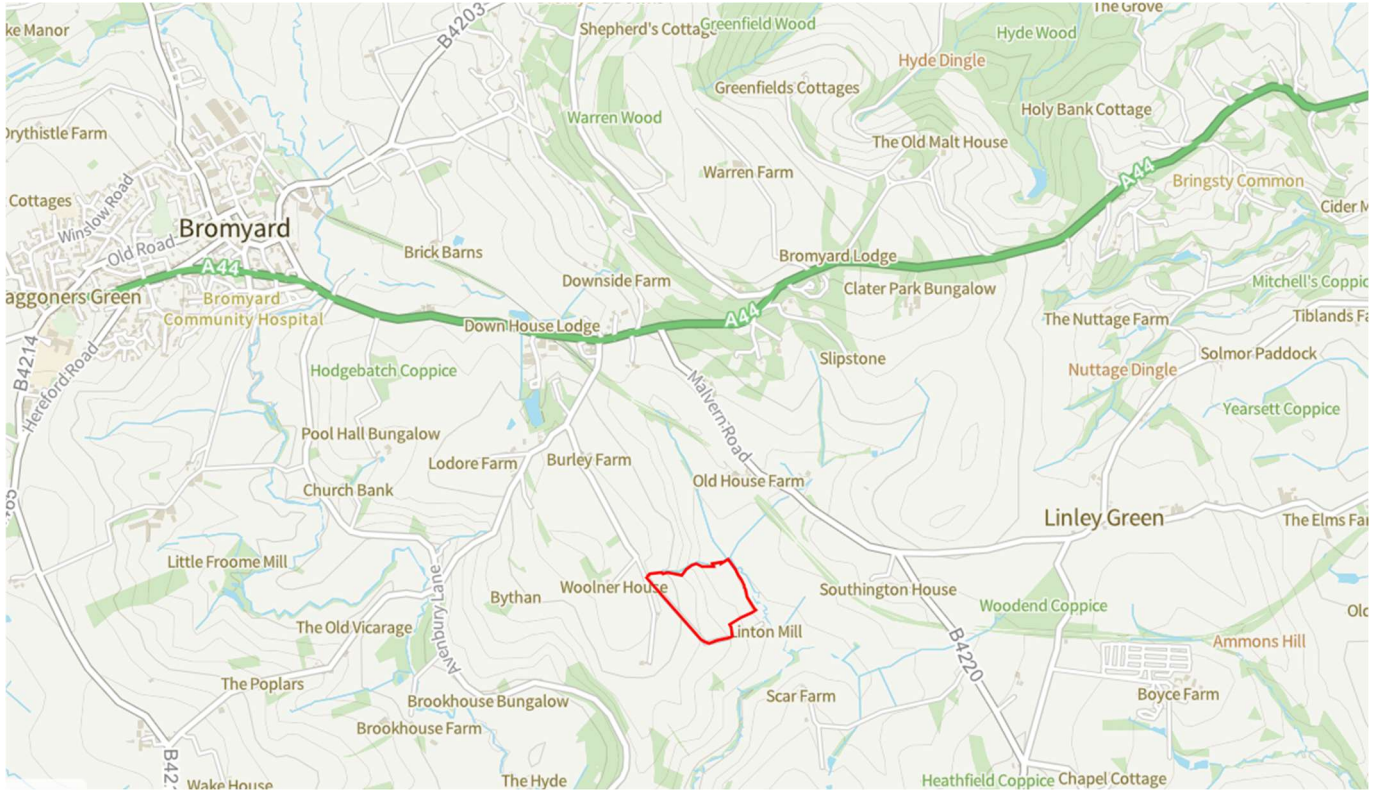 The Grove
ke Manor
B4203
Shepherd's Cottage
Greenfield Wood
Hyde Wood
Hyde Dingle
Greenfields Cottages
Holy Bank Cottage
Warren Wood
Drythistle Farm
The Old Malt House
Warren Farm
A44
Bringsty Common
Cottages
Winslow Road
Cider M
Bromyard
Old Road
Brick Barns
Bromyard Lodge
A44
Downside Farm
Mitchell's Coppic
Clater Park Bungalow
aggoners Green
Bromyard
Community Hospital
A44
The Nuttage Farm
Tiblands Fa
Down House Lodge
B4214
Slipstone
Solmor Paddock
Hodgebatch Coppice
Nuttage Dingle
Hereford Road
Malvern Road
Yearsett Coppice
Pool Hall Bungalow
Lodore Farm
Burley Farm
Old House Farm
Church Bank
465
Linley Green
The Elms Far
Little Froome Mill
Woolner House
Southington House
Bythan
Woodend Coppice
Old
Avenbury Lane
The Old Vicarage
Linton Mill
Ammons Hill
B4220
The Poplars
Scar Farm
Boyce Farm
Brookhouse Bungalow
Brookhouse Farm
B421
Wake House
The Hyde
Heathfield Coppice
Chapel Cottage